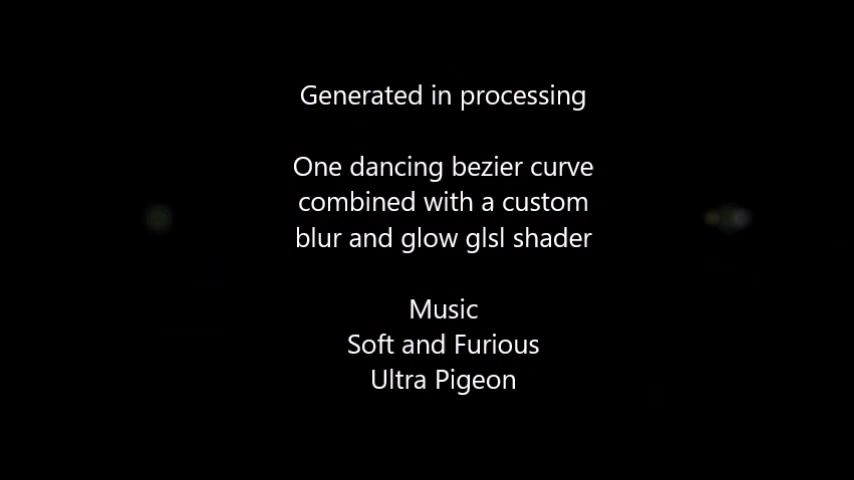 Generated in processing
One dancing bezier curve
combined with a custom
blur and glow glsl shader
Music
Soft and Furious
Ultra Pigeon